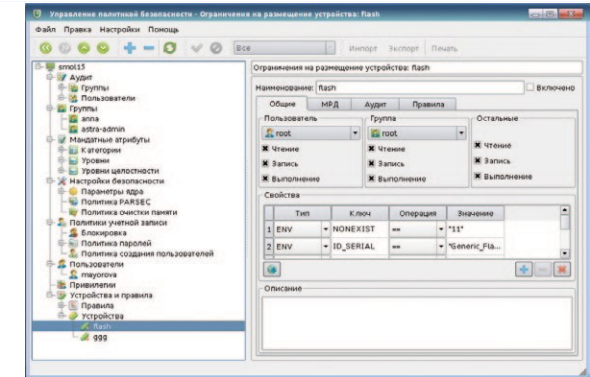 Управление политикой безопасности - Ограничения на размещение устройства: flash
Файл Правка Настройки Помощь
Все Импорт Экспорт Печать
smol15
Аудит
Группы
Пользователи
Группы
anna
astra-admin
Мандатные атрибуты
Категории
Уровни
Уровни целостности
Настройки безопасности
Параметры ядра
Политика PARSEC
Политика очистки памяти
Политики учетной записи
Блокировка
Политика паролей
Политика создания пользователей
Пользователи
mayorova
Привилегии
Устройства и правила
Правила
Устройства
flash
ggg
Ограничения на размещение устройства: flash
Наименование: flash Включено
Общие МРД Аудит Правила
Пользователь Группа Остальные
root root
Чтение Чтение Чтение
Запись Запись Запись
Выполнение Выполнение Выполнение
Свойства
Тип Ключ Операция Значение
1 ENV NONEXIST == "11"
2 ENV ID_SERIAL == "Generic_Fla...
Описание